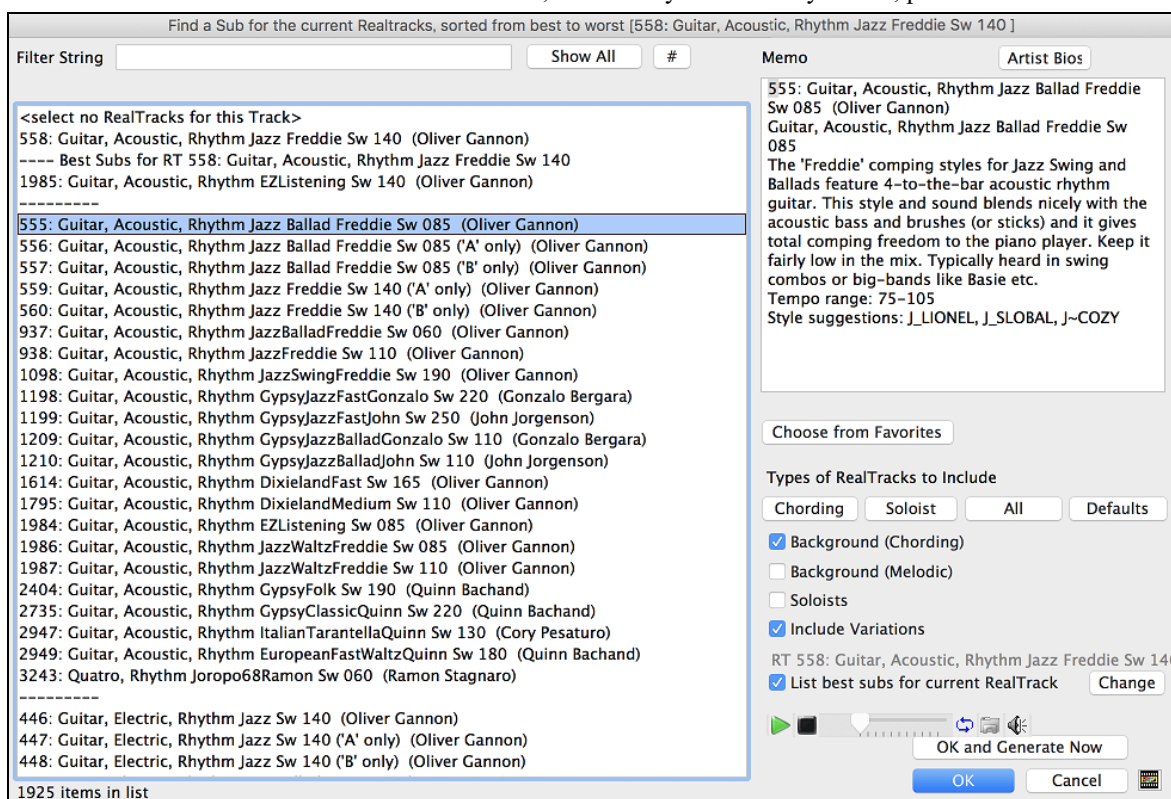 Find a Sub for the current Realtracks, sorted from best to worst [558: Guitar, Acoustic, Rhythm Jazz Freddie Sw 140 ]
Filter String
Show All
#
<select no RealTracks for this Track>
558: Guitar, Acoustic, Rhythm Jazz Freddie Sw 140  (Oliver Gannon)
---- Best Subs for RT 558: Guitar, Acoustic, Rhythm Jazz Freddie Sw 140
1985: Guitar, Acoustic, Rhythm EZListening Sw 140  (Oliver Gannon)
---------
555: Guitar, Acoustic, Rhythm Jazz Ballad Freddie Sw 085  (Oliver Gannon)
556: Guitar, Acoustic, Rhythm Jazz Ballad Freddie Sw 085 ('A' only)  (Oliver Gannon)
557: Guitar, Acoustic, Rhythm Jazz Ballad Freddie Sw 085 ('B' only)  (Oliver Gannon)
559: Guitar, Acoustic, Rhythm Jazz Freddie Sw 140 ('A' only)  (Oliver Gannon)
560: Guitar, Acoustic, Rhythm Jazz Freddie Sw 140 ('B' only)  (Oliver Gannon)
937: Guitar, Acoustic, Rhythm JazzBalladFreddie Sw 060  (Oliver Gannon)
938: Guitar, Acoustic, Rhythm JazzFreddie Sw 110  (Oliver Gannon)
1098: Guitar, Acoustic, Rhythm JazzSwingFreddie Sw 190  (Oliver Gannon)
1198: Guitar, Acoustic, Rhythm GypsyJazzFastGonzalo Sw 220  (Gonzalo Bergara)
1199: Guitar, Acoustic, Rhythm GypsyJazzFastJohn Sw 250  (John Jorgenson)
1209: Guitar, Acoustic, Rhythm GypsyJazzBalladGonzalo Sw 110  (Gonzalo Bergara)
1210: Guitar, Acoustic, Rhythm GypsyJazzBalladJohn Sw 110  (John Jorgenson)
1614: Guitar, Acoustic, Rhythm DixielandFast Sw 165  (Oliver Gannon)
1795: Guitar, Acoustic, Rhythm DixielandMedium Sw 110  (Oliver Gannon)
1984: Guitar, Acoustic, Rhythm EZListening Sw 085  (Oliver Gannon)
1986: Guitar, Acoustic, Rhythm JazzWaltzFreddie Sw 085  (Oliver Gannon)
1987: Guitar, Acoustic, Rhythm JazzWaltzFreddie Sw 110  (Oliver Gannon)
2404: Guitar, Acoustic, Rhythm GypsyFolk Sw 190  (Quinn Bachand)
2735: Guitar, Acoustic, Rhythm GypsyClassicQuinn Sw 220  (Quinn Bachand)
2947: Guitar, Acoustic, Rhythm ItalianTarantellaQuinn Sw 130  (Cory Pesaturo)
2949: Guitar, Acoustic, Rhythm EuropeanFastWaltzQuinn Sw 180  (Quinn Bachand)
3243: Quatro, Rhythm Joropo68Ramon Sw 060  (Ramon Stagnaro)
---------
446: Guitar, Electric, Rhythm Jazz Sw 140  (Oliver Gannon)
447: Guitar, Electric, Rhythm Jazz Sw 140 ('A' only)  (Oliver Gannon)
448: Guitar, Electric, Rhythm Jazz Sw 140 ('B' only)  (Oliver Gannon)
1925 items in list
Memo
Artist Bios
555: Guitar, Acoustic, Rhythm Jazz Ballad Freddie
Sw 085  (Oliver Gannon)
Guitar, Acoustic, Rhythm Jazz Ballad Freddie Sw
085
The 'Freddie' comping styles for Jazz Swing and
Ballads feature 4-to-the-bar acoustic rhythm
guitar. This style and sound blends nicely with the
acoustic bass and brushes (or sticks) and it gives
total comping freedom to the piano player. Keep it
fairly low in the mix. Typically heard in swing
combos or big-bands like Basie etc.
Tempo range: 75-105
Style suggestions: J_LIONEL, J_SLOBAL, J~COZY
Choose from Favorites
Types of RealTracks to Include
Chording
Soloist
All
Defaults
Background (Chording)
Background (Melodic)
Soloists
Include Variations
RT 558: Guitar, Acoustic, Rhythm Jazz Freddie Sw 140
List best subs for current RealTrack
Change
OK and Generate Now
OK
Cancel